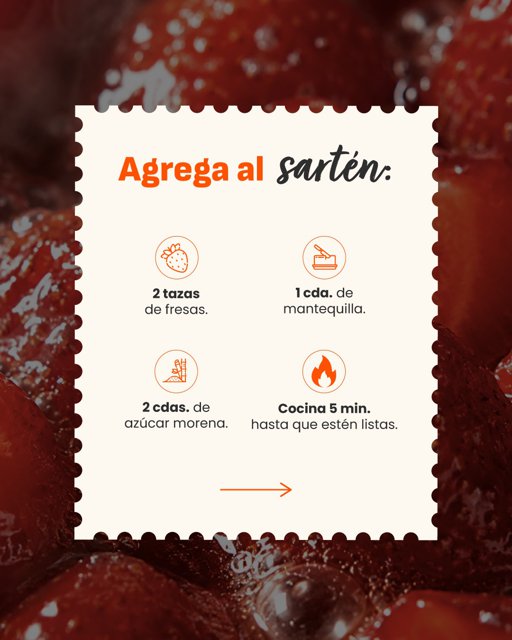 Agrega al sartén:
2 tazas
de fresas.
1 cda. de
mantequilla.
2 cdas. de
azúcar morena.
Cocina 5 min.
hasta que estén listas.